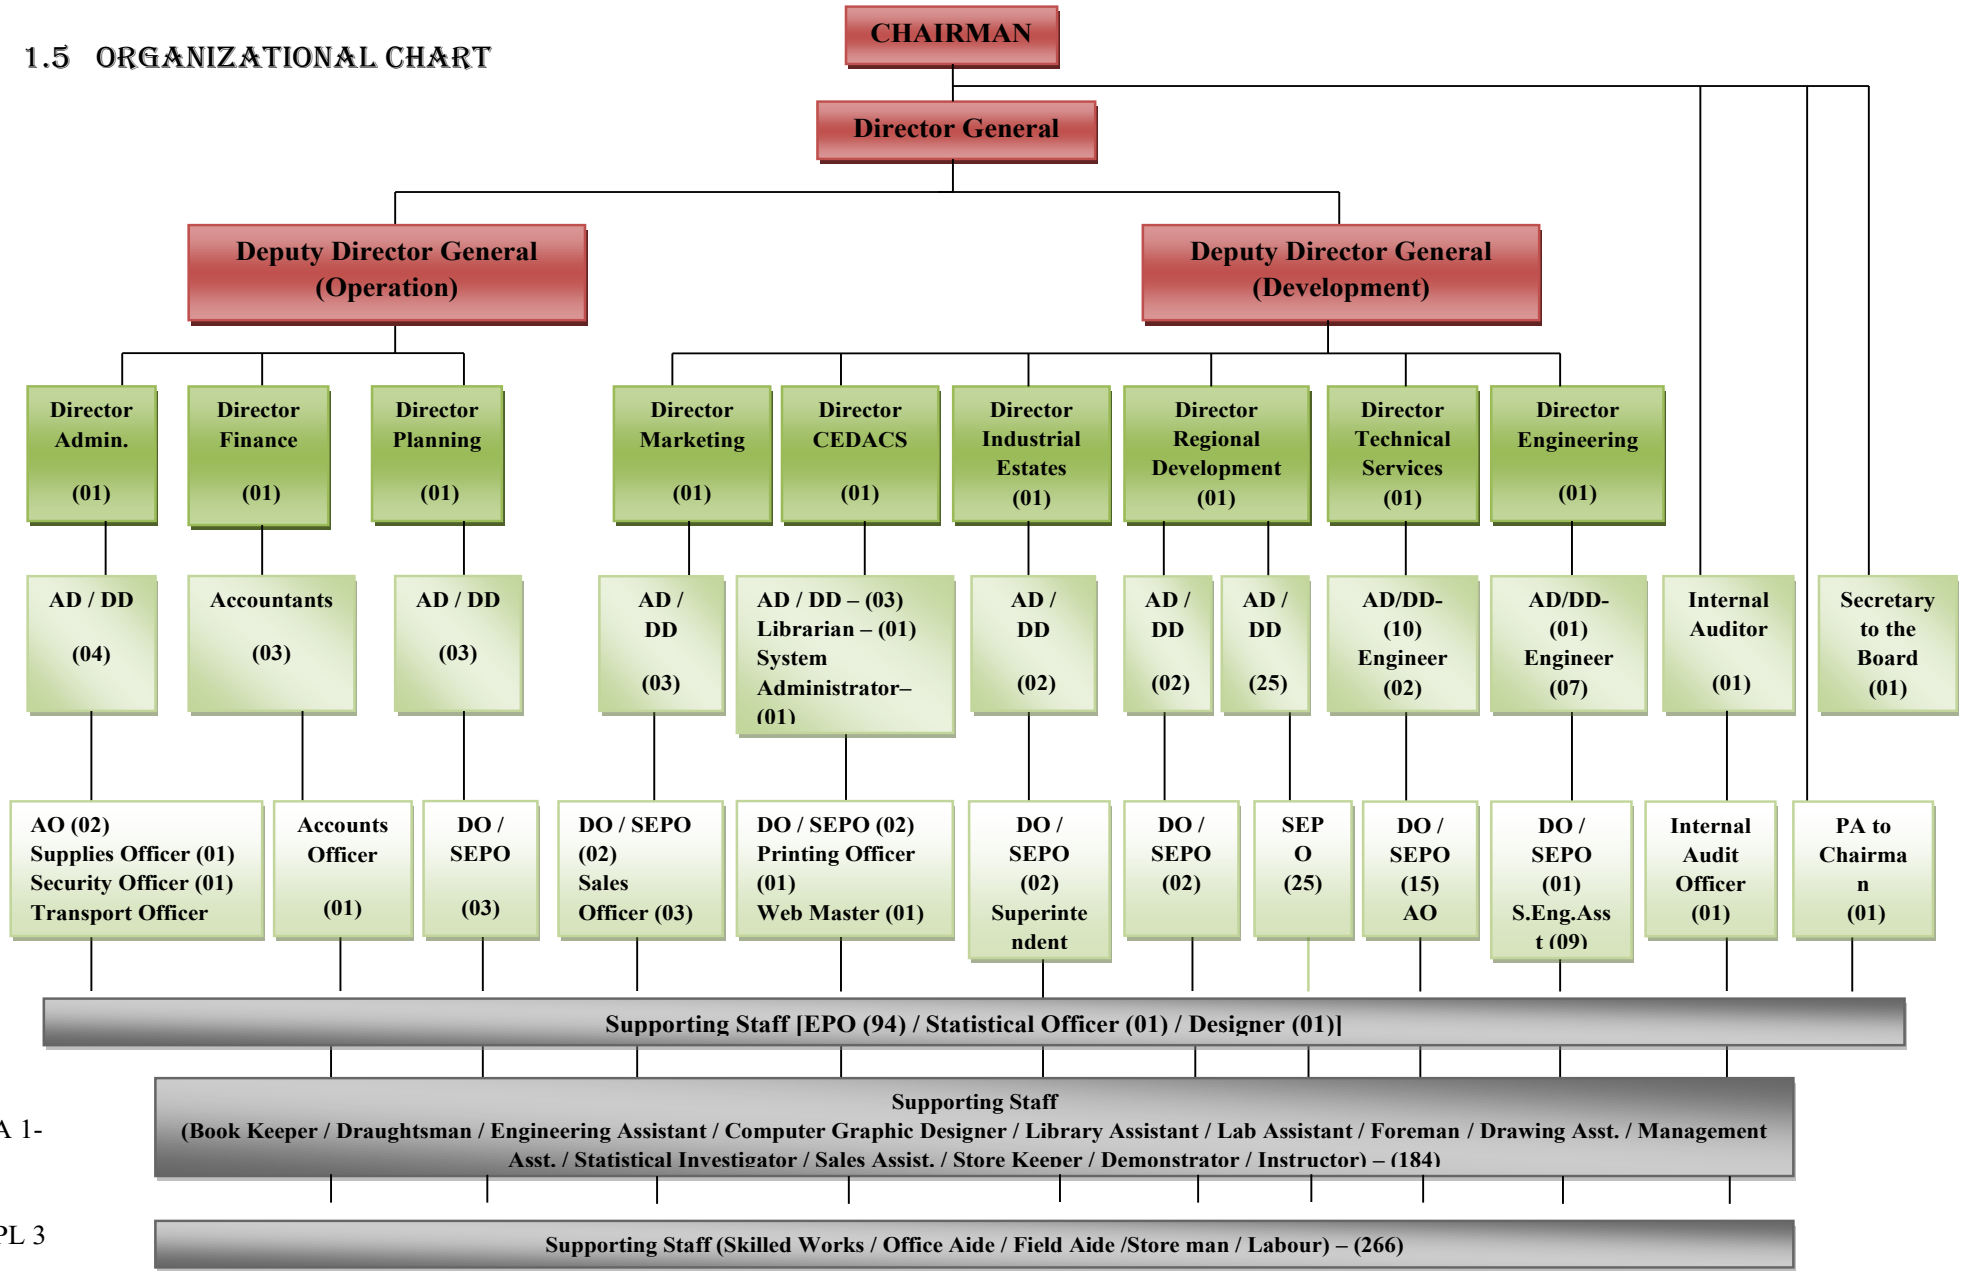 1.5 ORGANIZATIONAL CHART
CHAIRMAN
Director General
Deputy Director General
(Operation)
Deputy Director General
(Development)
Director
Admin.
(01)
Director
Finance
(01)
Director
Planning
(01)
Director
Marketing
(01)
Director
CEDACS
(01)
Director
Industrial
Estates
(01)
Director
Regional
Development
(01)
Director
Technical
Services
(01)
Director
Engineering
(01)
AD / DD
(04)
Accountants
(03)
AD / DD
(03)
AD /
DD
(03)
AD / DD – (03)
Librarian – (01)
System
Administrator–
(01)
AD /
DD
(02)
AD /
DD
(02)
AD /
DD
(25)
AD/DD-
(10)
Engineer
(02)
AD/DD-
(01)
Engineer
(07)
Internal
Auditor
(01)
Secretary
to the
Board
(01)
AO (02)
Supplies Officer (01)
Security Officer (01)
Transport Officer
Accounts
Officer
(01)
DO /
SEPO
(03)
DO / SEPO
(02)
Sales
Officer (03)
DO / SEPO (02)
Printing Officer
(01)
Web Master (01)
DO /
SEPO
(02)
Superinte
ndent
DO /
SEPO
(02)
SEP
O
(25)
DO /
SEPO
(15)
AO
DO /
SEPO
(01)
S.Eng.Ass
t (09)
Internal
Audit
Officer
(01)
PA to
Chairma
n
(01)
Supporting Staff [EPO (94) / Statistical Officer (01) / Designer (01)]
A 1-
Supporting Staff
(Book Keeper / Draughtsman / Engineering Assistant / Computer Graphic Designer / Library Assistant / Lab Assistant / Foreman / Drawing Asst. / Management
Asst. / Statistical Investigator / Sales Assist. / Store Keeper / Demonstrator / Instructor) – (184)
PL 3
Supporting Staff (Skilled Works / Office Aide / Field Aide /Store man / Labour) – (266)